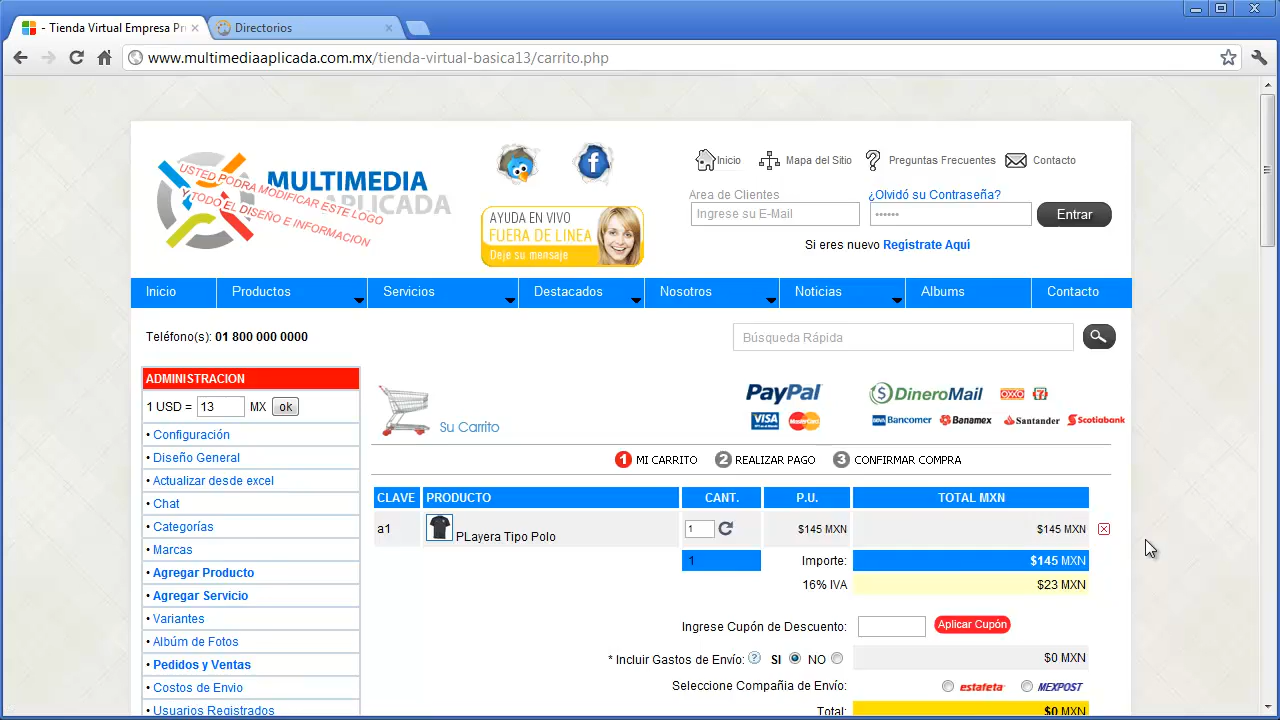 - Tienda Virtual Empresa Pr
Directorios
www.multimediaaplicada.com.mx/tienda-virtual-basica13/carrito.php
MULTIMEDIA
APLICADA
USTED PODRA MODIFICAR ESTE LOGO
Y TODO EL DISEÑO E INFORMACION
AYUDA EN VIVO
FUERA DE LINEA
Deje su mensaje
Inicio
Mapa del Sitio
Preguntas Frecuentes
Contacto
Area de Clientes
¿Olvidó su Contraseña?
Ingrese su E-Mail
••••••
Entrar
Si eres nuevo Registrate Aqui
Inicio
Productos
Servicios
Destacados
Nosotros
Noticias
Albums
Contacto
Teléfono(s): 01 800 000 0000
Búsqueda Rápida
ADMINISTRACION
1 USD = 13 MX ok
• Configuración
• Diseño General
• Actualizar desde excel
• Chat
• Categorías
• Marcas
• Agregar Producto
• Agregar Servicio
• Variantes
• Albúm de Fotos
• Pedidos y Ventas
• Costos de Envio
• Usuarios Registrados
Su Carrito
PayPal
VISA
MasterCard
DineroMail
OXXO
Bancomer
Banamex
Santander
Scotiabank
1 MI CARRITO
2 REALIZAR PAGO
3 CONFIRMAR COMPRA
CLAVE PRODUCTO CANT. P.U. TOTAL MXN
a1 PLayera Tipo Polo 1 $145 MXN $145 MXN
1 Importe: $145 MXN
16% IVA $23 MXN
Ingrese Cupón de Descuento: Aplicar Cupón
* Incluir Gastos de Envío: ? SI NO $0 MXN
Seleccione Compañia de Envío: estafeta MEXPOST
Total: $0 MXN